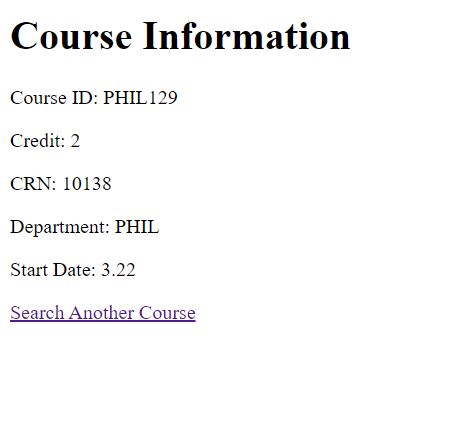 Course Information
Course ID: PHIL129
Credit: 2
CRN: 10138
Department: PHIL
Start Date: 3.22
Search Another Course